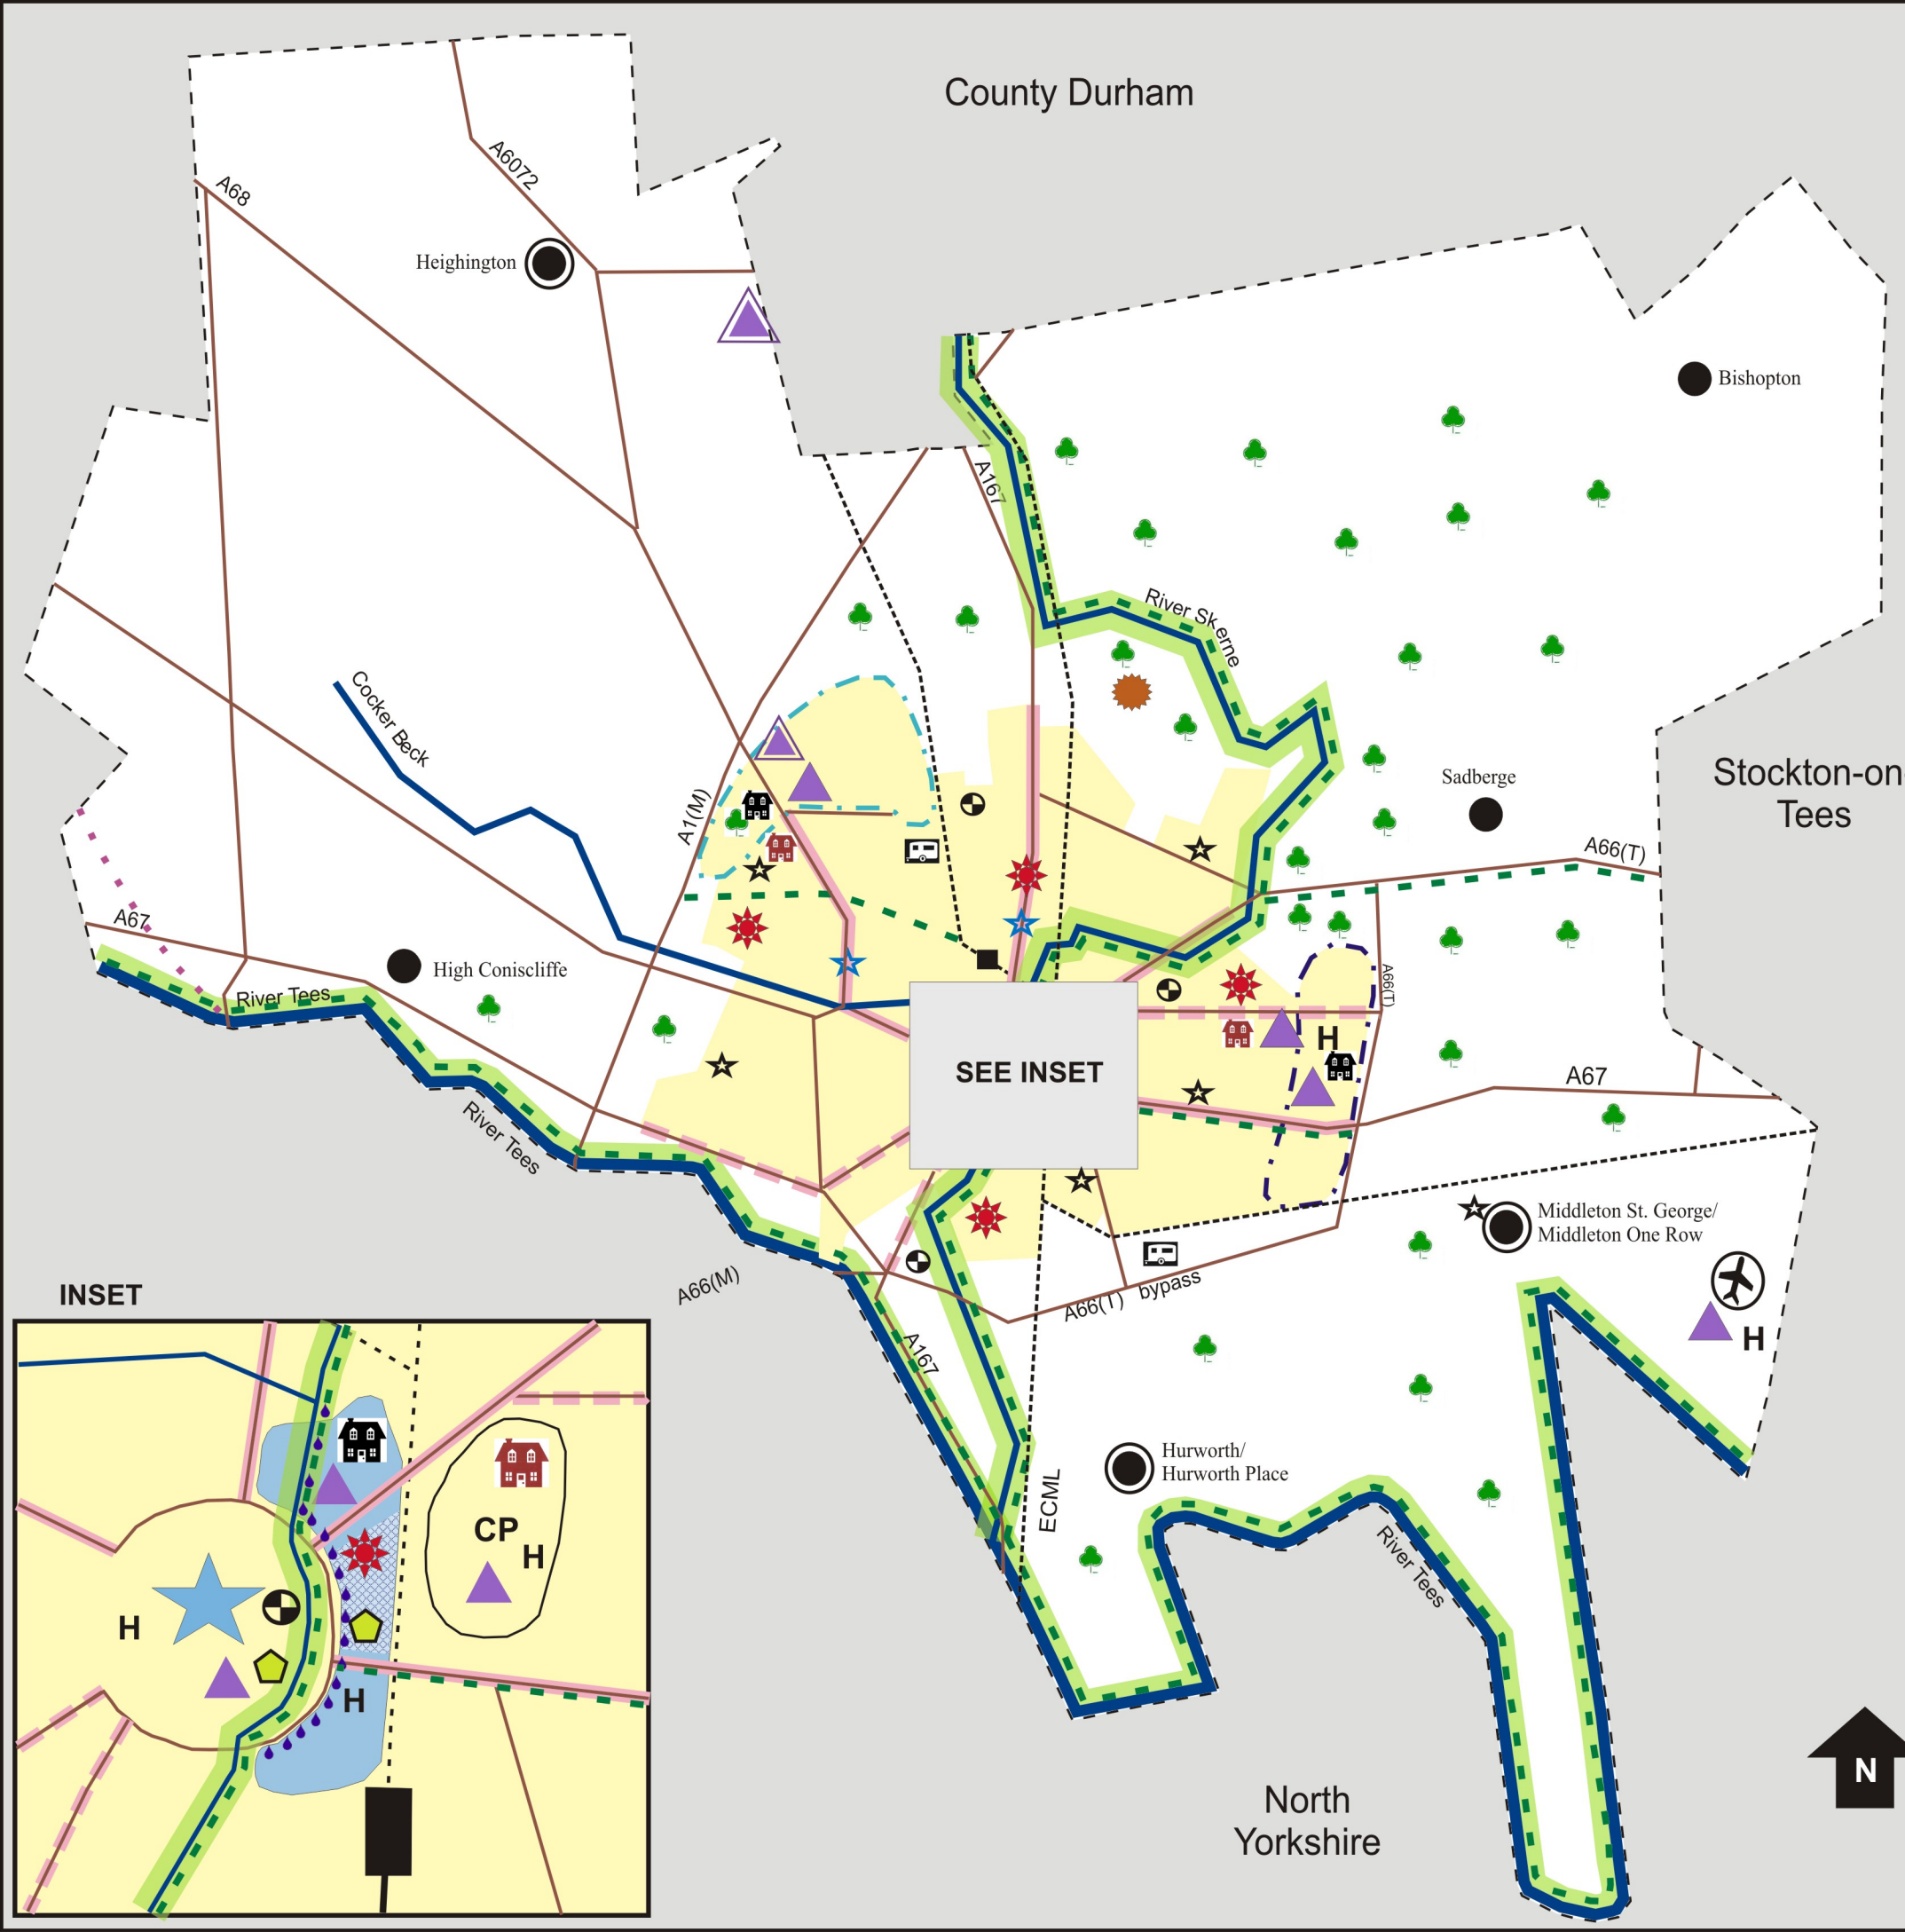 County Durham
A6072
A68
Heighington
Bishopton
A167
River Skerne
Cocker Beck
Stockton-on
Tees
Sadberge
A1(M)
A66(T)
A67
High Coniscliffe
River Tees
A66(T)
H
SEE INSET
A67
River Tees
Middleton St. George/
Middleton One Row
A66(M)
A66(T) bypass
H
INSET
A167
Hurworth/
Hurworth Place
ECML
CP
H
River Tees
H
H
N
North
Yorkshire